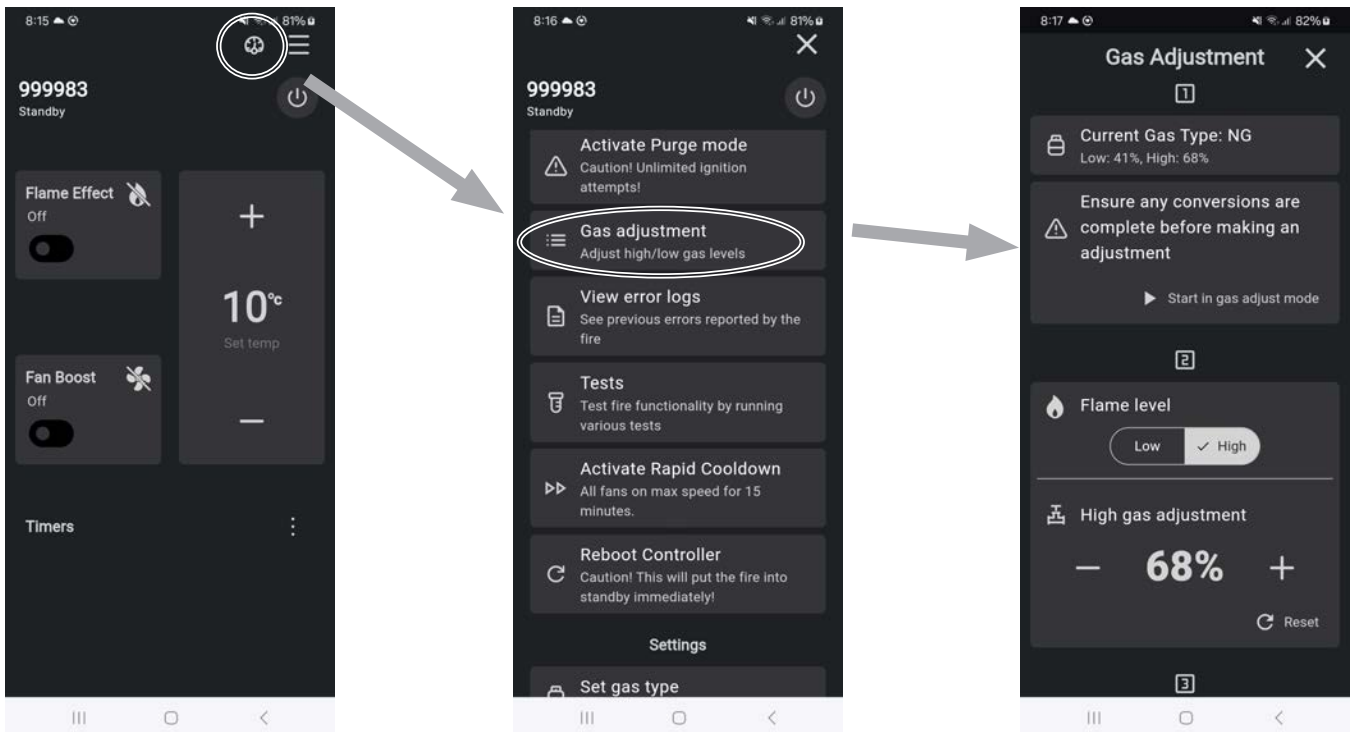 8:15 81%
999983
Standby
Flame Effect
Off
10°c
Set temp
Fan Boost
Off
Timers
8:16 81%
999983
Standby
Activate Purge mode
Caution! Unlimited ignition
attempts!
Gas adjustment
Adjust high/low gas levels
View error logs
See previous errors reported by the
fire
Tests
Test fire functionality by running
various tests
Activate Rapid Cooldown
All fans on max speed for 15
minutes.
Reboot Controller
Caution! This will put the fire into
standby immediately!
Settings
Set gas type
8:17 82%
Gas Adjustment
1
Current Gas Type: NG
Low: 41%, High: 68%
Ensure any conversions are
complete before making an
adjustment
Start in gas adjust mode
2
Flame level
Low High
High gas adjustment
68%
Reset
3